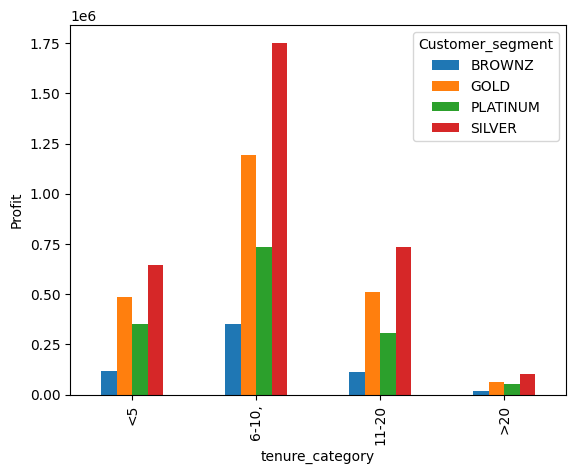 1e6
Customer_segment
BROWNZ
GOLD
PLATINUM
SILVER
1.75
1.50
1.25
1.00
0.75
0.50
0.25
0.00
Profit
<5
6-10,
11-20
>20
tenure_category